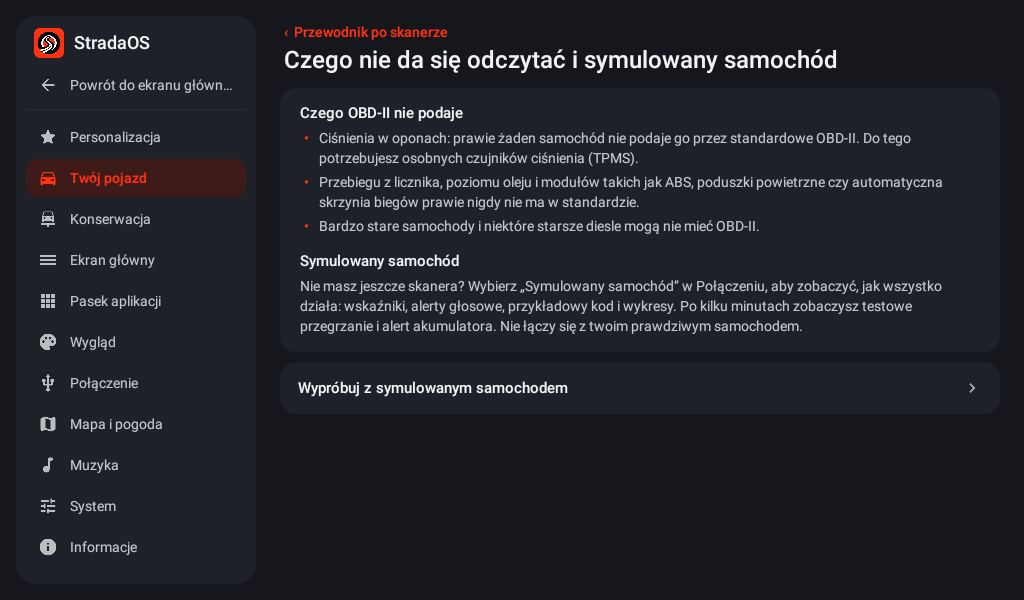 StradaOS
Powrót do ekranu główn...
Personalizacja
Twój pojazd
Konserwacja
Ekran główny
Pasek aplikacji
Wygląd
Połączenie
Mapa i pogoda
Muzyka
System
Informacje
‹ Przewodnik po skanerze
Czego nie da się odczytać i symulowany samochód
Czego OBD-II nie podaje
• Ciśnienia w oponach: prawie żaden samochód nie podaje go przez standardowe OBD-II. Do tego
potrzebujesz osobnych czujników ciśnienia (TPMS).
• Przebiegu z licznika, poziomu oleju i modułów takich jak ABS, poduszki powietrzne czy automatyczna
skrzynia biegów prawie nigdy nie ma w standardzie.
• Bardzo stare samochody i niektóre starsze diesle mogą nie mieć OBD-II.
Symulowany samochód
Nie masz jeszcze skanera? Wybierz „Symulowany samochód” w Połączeniu, aby zobaczyć, jak wszystko
działa: wskaźniki, alerty głosowe, przykładowy kod i wykresy. Po kilku minutach zobaczysz testowe
przegrzanie i alert akumulatora. Nie łączy się z twoim prawdziwym samochodem.
Wypróbuj z symulowanym samochodem